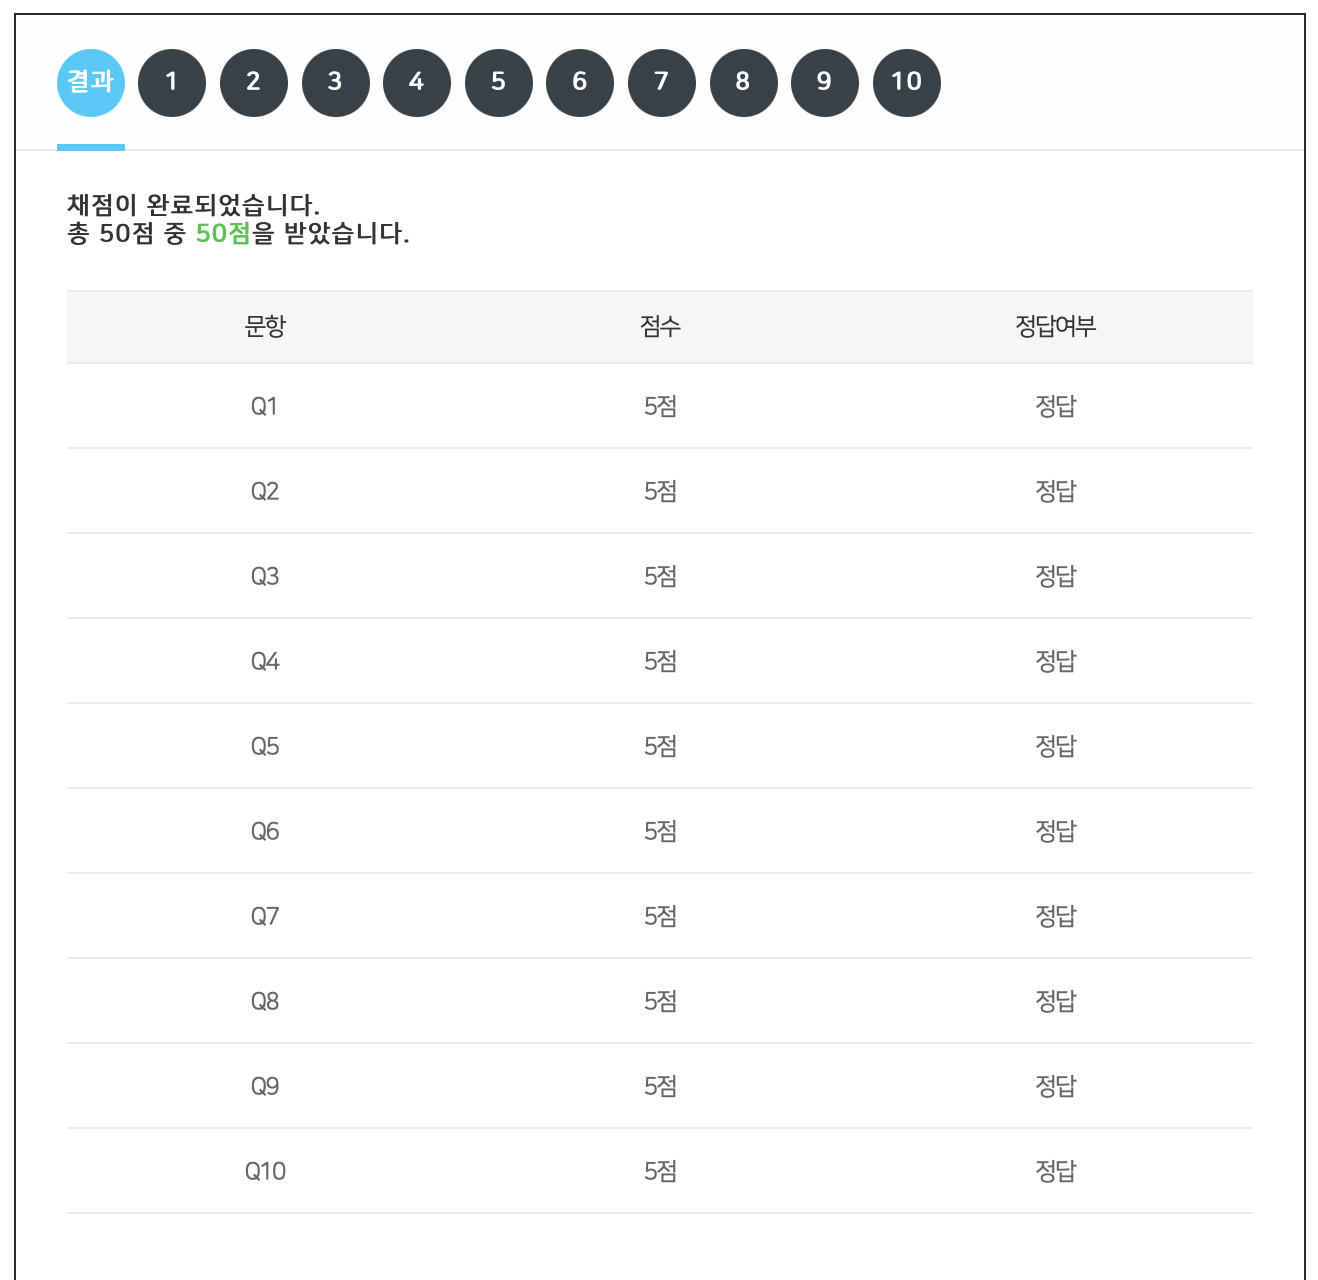 결과 1 2 3 4 5 6 7 8 9 10
채점이 완료되었습니다.
총 50점 중 50점을 받았습니다.
문항 점수 정답여부
Q1 5점 정답
Q2 5점 정답
Q3 5점 정답
Q4 5점 정답
Q5 5점 정답
Q6 5점 정답
Q7 5점 정답
Q8 5점 정답
Q9 5점 정답
Q10 5점 정답